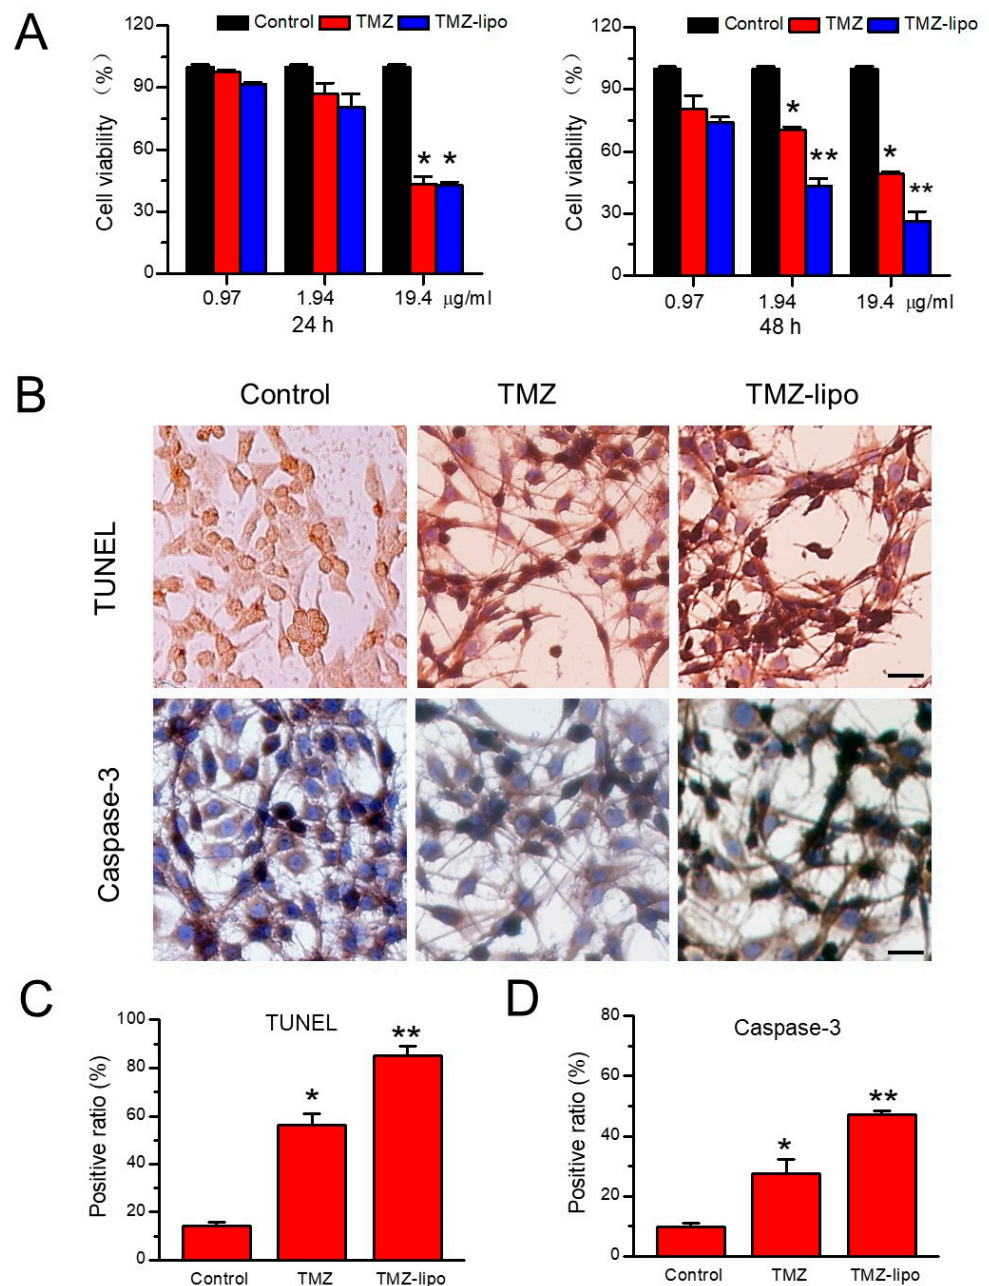 A
Control TMZ TMZ-lipo
120
90
60
30
0
Cell viability (%)
* *
0.97 1.94 19.4 μg/ml
24 h
Control TMZ TMZ-lipo
120
90
60
30
0
Cell viability (%)
* ** * **
0.97 1.94 19.4 μg/ml
48 h
B
Control TMZ TMZ-lipo
TUNEL
Caspase-3
C
TUNEL
100
80
60
40
20
0
Positive ratio (%)
* **
Control TMZ TMZ-lipo
D
Caspase-3
80
60
40
20
0
Positive ratio (%)
* **
Control TMZ TMZ-lipo